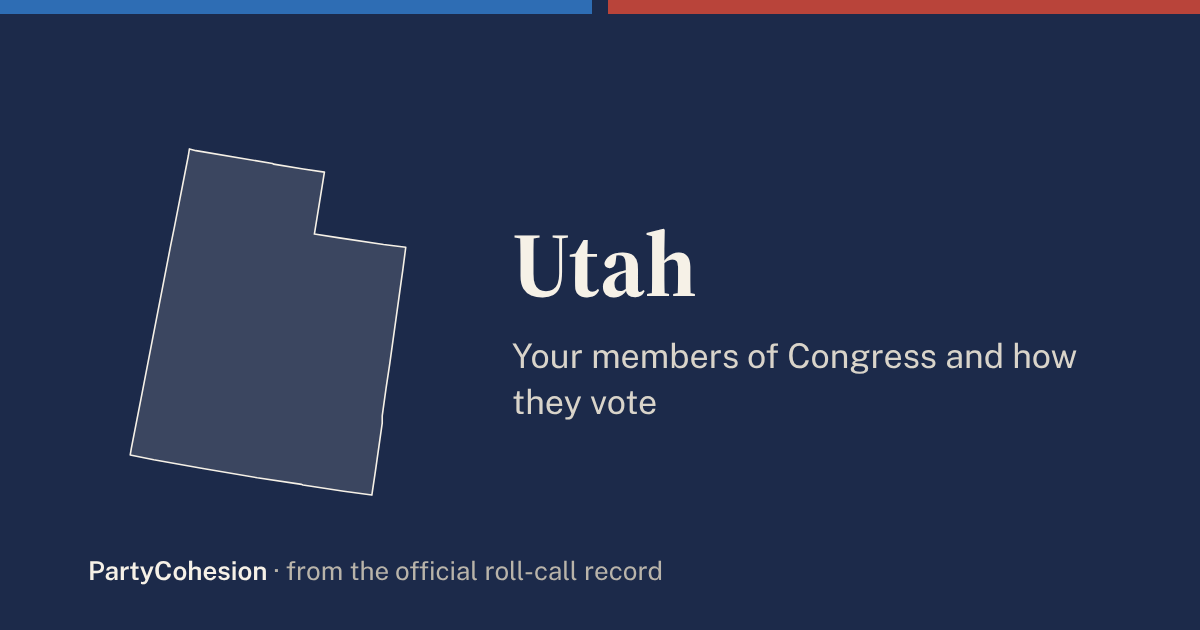 Utah
Your members of Congress and how
they vote
PartyCohesion · from the official roll-call record